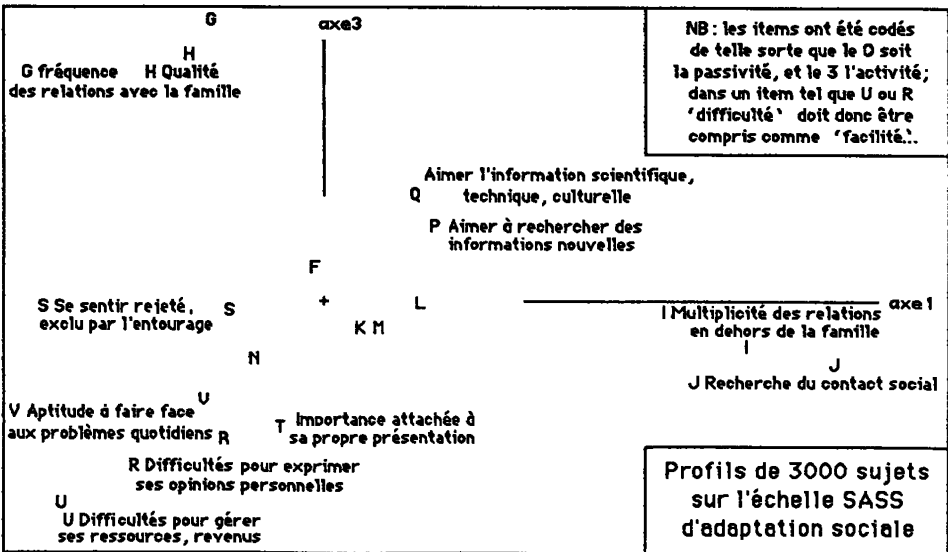 G
axe3
NB : les items ont été codés
de telle sorte que le 0 soit
la passivité, et le 3 l'activité;
dans un item tel que U ou R
'difficulté' doit donc être
compris comme 'facilité'..
H
G fréquence H Qualité
des relations avec la famille
Aimer l'information scientifique,
Q technique, culturelle
P Aimer à rechercher des
informations nouvelles
F
S Se sentir rejeté,
exclu par l'entourage
S
+
L
axe1
K M
I Multiplicité des relations
en dehors de la famille
I
N
J
J Recherche du contact social
U
V Aptitude à faire face
aux problèmes quotidiens
R
T Importance attachée à
sa propre présentation
R Difficultés pour exprimer
ses opinions personnelles
U
U Difficultés pour gérer
ses ressources, revenus
Profils de 3000 sujets
sur l'échelle SASS
d'adaptation sociale